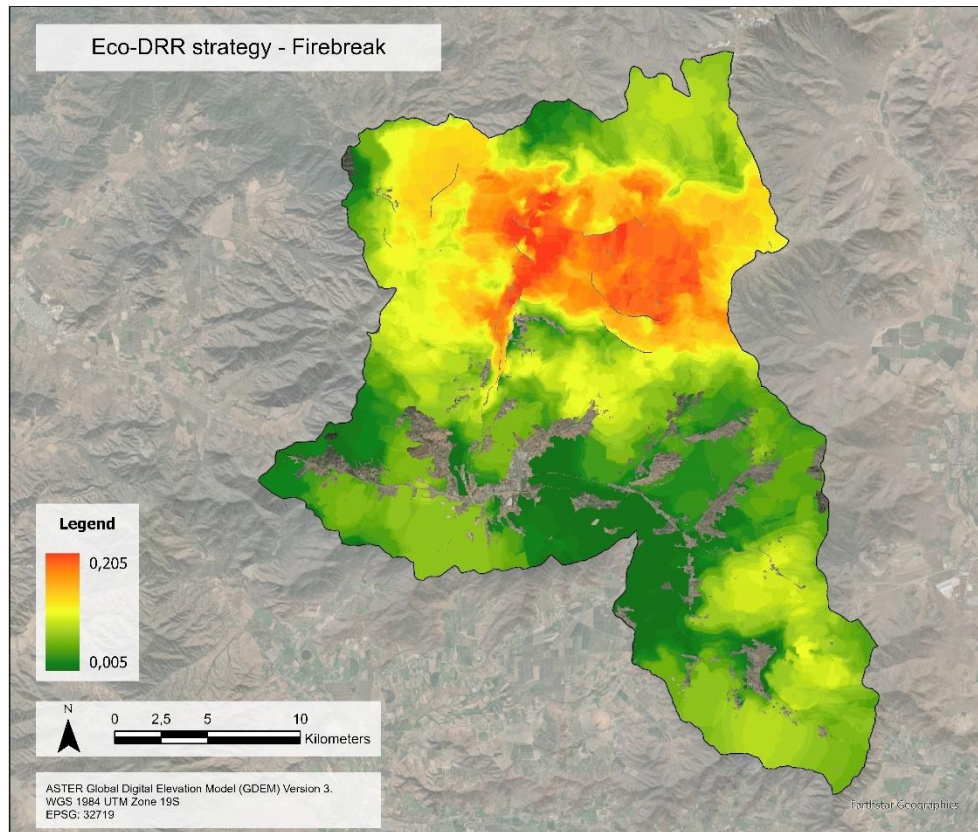 Eco-DRR strategy - Firebreak
Legend
0,205
0,005
N
0 2,5 5 10
Kilometers
ASTER Global Digital Elevation Model (GDEM) Version 3.
WGS 1984 UTM Zone 19S
EPSG: 32719
Earthstar Geographics